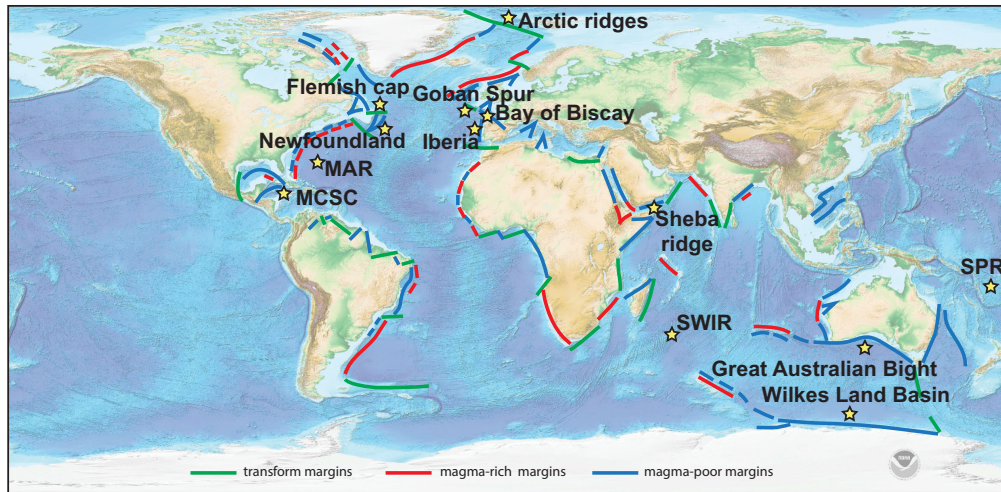 Arctic ridges
Flemish cap
Goban Spur
Bay of Biscay
Newfoundland
Iberia
MAR
MCSC
Sheba
ridge
SPR
SWIR
Great Australian Bight
Wilkes Land Basin
transform margins
magma-rich margins
magma-poor margins